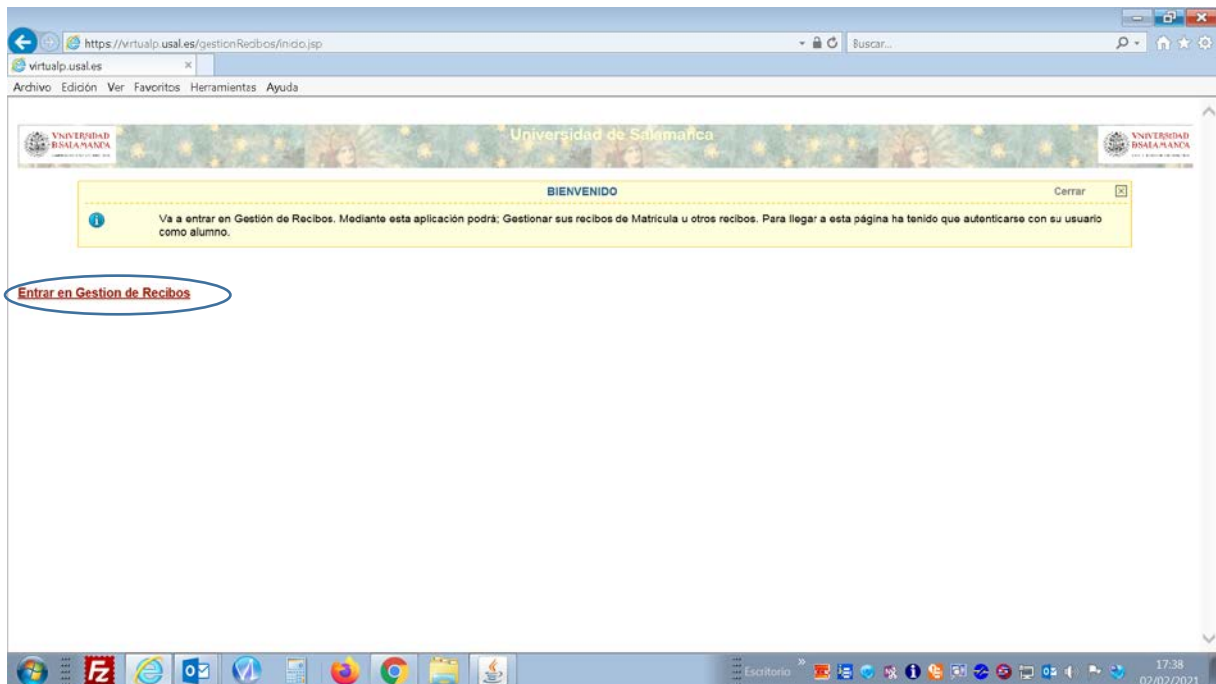 https://virtualp.usal.es/gestionRecibos/inicio.jsp
Buscar...
virtualp.usal.es
Archivo Edición Ver Favoritos Herramientas Ayuda
VNIVERSIDAD
D SALAMANCA
Universidad de Salamanca
VNIVERSIDAD
D SALAMANCA
BIENVENIDO
Cerrar
Va a entrar en Gestión de Recibos. Mediante esta aplicación podrá; Gestionar sus recibos de Matrícula u otros recibos. Para llegar a esta página ha tenido que autenticarse con su usuario
como alumno.
Entrar en Gestion de Recibos
Escritorio
17:38
02/02/2021